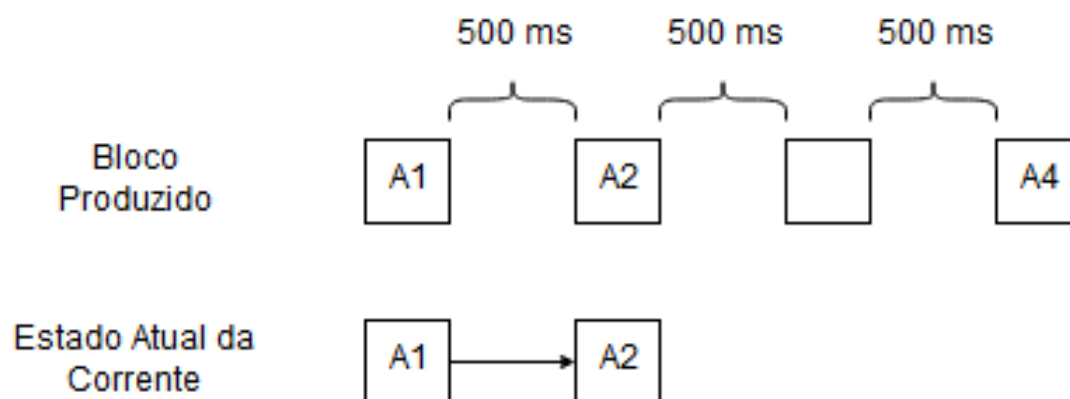 500 ms 500 ms 500 ms
Bloco
Produzido
A1 A2 A4
Estado Atual da
Corrente
A1 A2